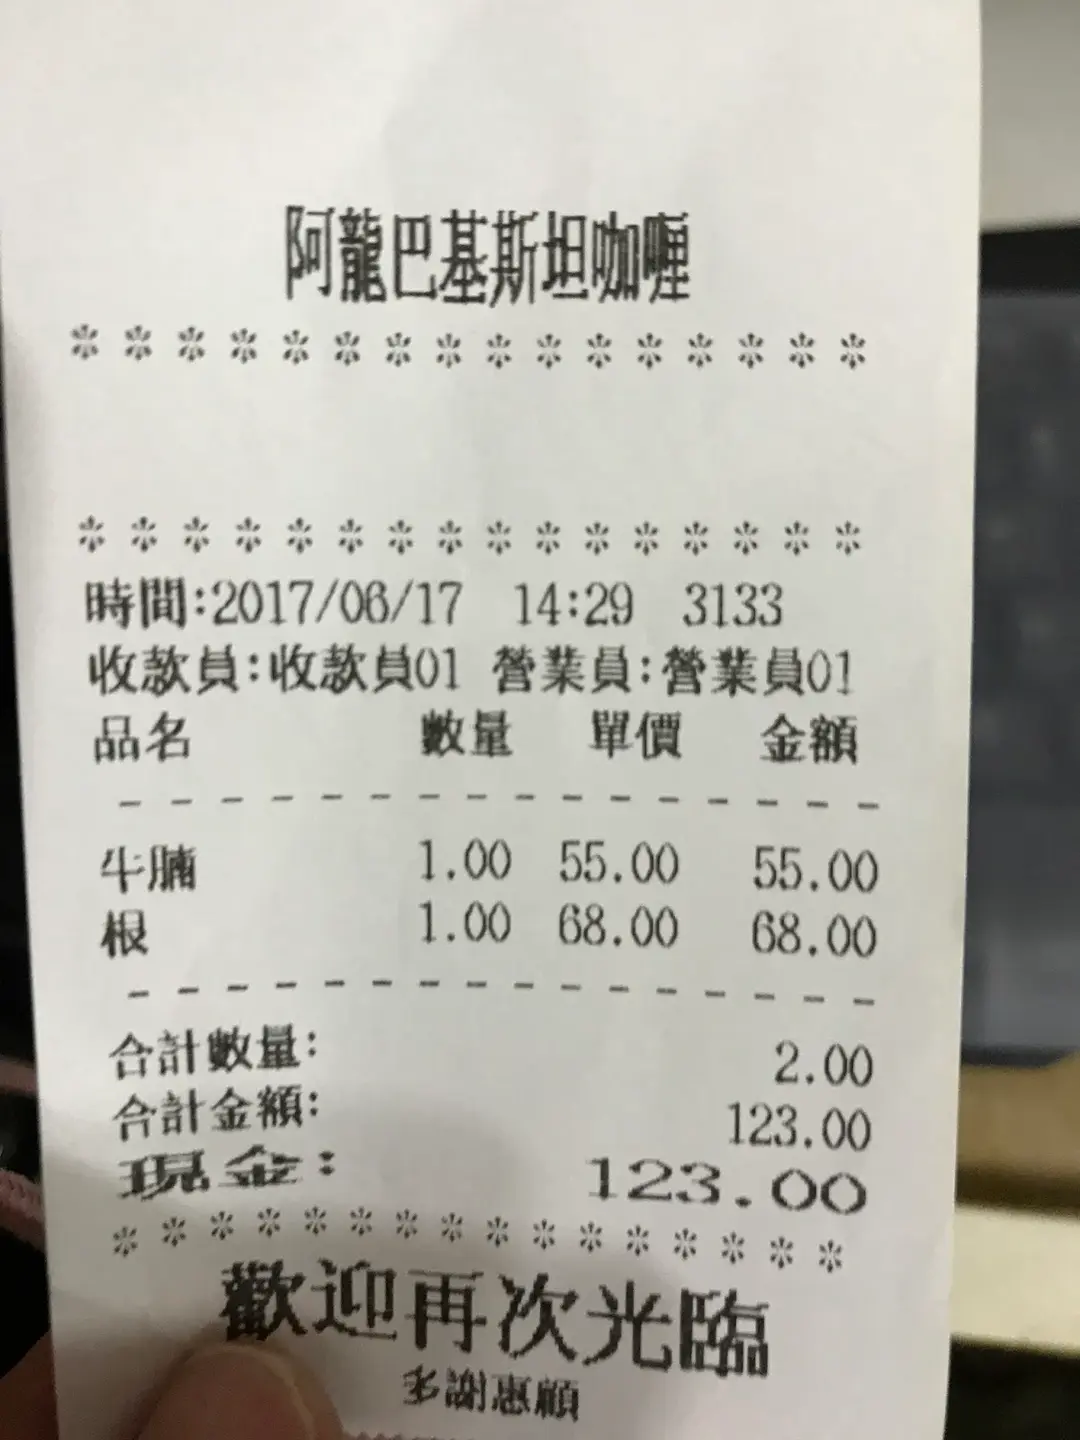 阿龍巴基斯坦咖喱
****************
****************
時間:2017/06/17 14:29 3133
收款員:收款員01 營業員:營業員01
品名 數量 單價 金額
----------------
牛腩 1.00 55.00 55.00
根 1.00 68.00 68.00
----------------
合計數量: 2.00
合計金額: 123.00
現金: 123.00
****************
歡迎再次光臨
多謝惠顧